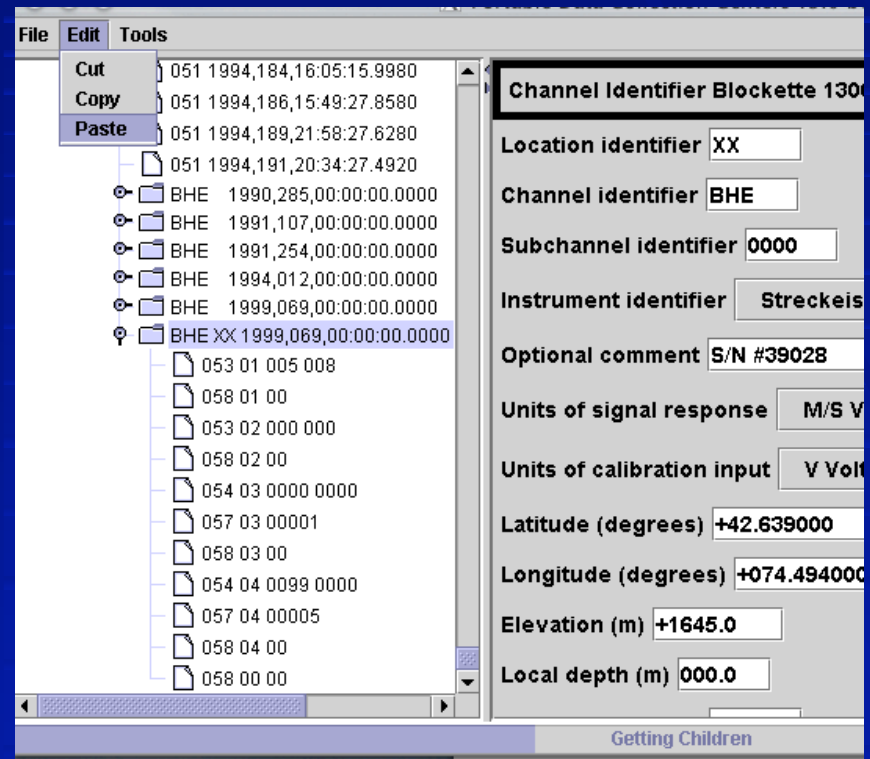 File Edit Tools
Cut
Copy
Paste
051 1994,184,16:05:15.9980
051 1994,186,15:49:27.8580
051 1994,189,21:58:27.6280
051 1994,191,20:34:27.4920
BHE 1990,285,00:00:00.0000
BHE 1991,107,00:00:00.0000
BHE 1991,254,00:00:00.0000
BHE 1994,012,00:00:00.0000
BHE 1999,069,00:00:00.0000
BHE XX 1999,069,00:00:00.0000
053 01 005 008
058 01 00
053 02 000 000
058 02 00
054 03 0000 0000
057 03 00001
058 03 00
054 04 0099 0000
057 04 00005
058 04 00
058 00 00
Channel Identifier Blockette 130
Location identifier XX
Channel identifier BHE
Subchannel identifier 0000
Instrument identifier Streckeis
Optional comment S/N #39028
Units of signal response M/S V
Units of calibration input V Volt
Latitude (degrees) +42.639000
Longitude (degrees) +074.494000
Elevation (m) +1645.0
Local depth (m) 000.0
Getting Children